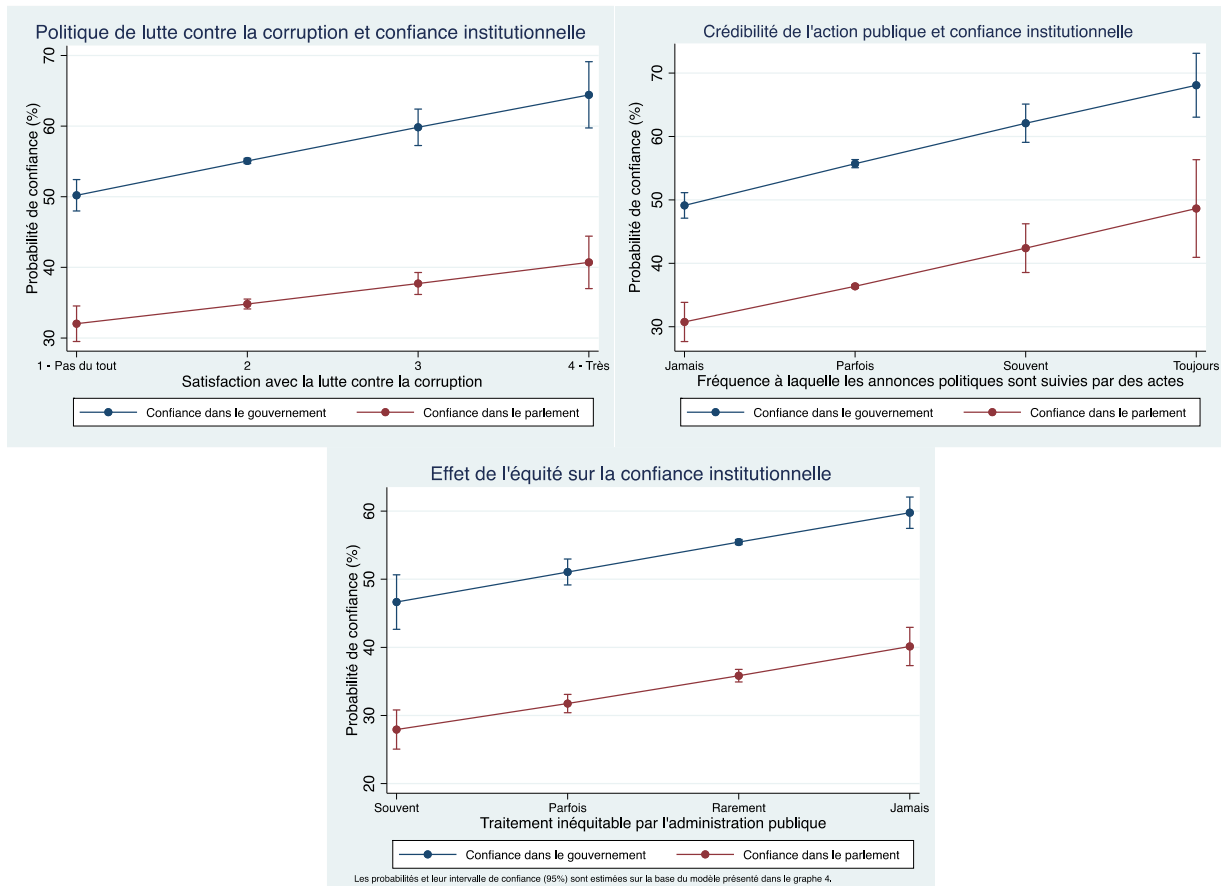 Politique de lutte contre la corruption et confiance institutionnelle
Probabilité de confiance (%)
70
60
50
40
30
1 - Pas du tout 2 3 4 - Très
Satisfaction avec la lutte contre la corruption
Confiance dans le gouvernement Confiance dans le parlement
Crédibilité de l'action publique et confiance institutionnelle
Probabilité de confiance (%)
70
60
50
40
30
Jamais Parfois Souvent Toujours
Fréquence à laquelle les annonces politiques sont suivies par des actes
Confiance dans le gouvernement Confiance dans le parlement
Effet de l'équité sur la confiance institutionnelle
Probabilité de confiance (%)
60
50
40
30
20
Souvent Parfois Rarement Jamais
Traitement inéquitable par l'administration publique
Confiance dans le gouvernement Confiance dans le parlement
Les probabilités et leur intervalle de confiance (95%) sont estimées sur la base du modèle présenté dans le graphe 4.